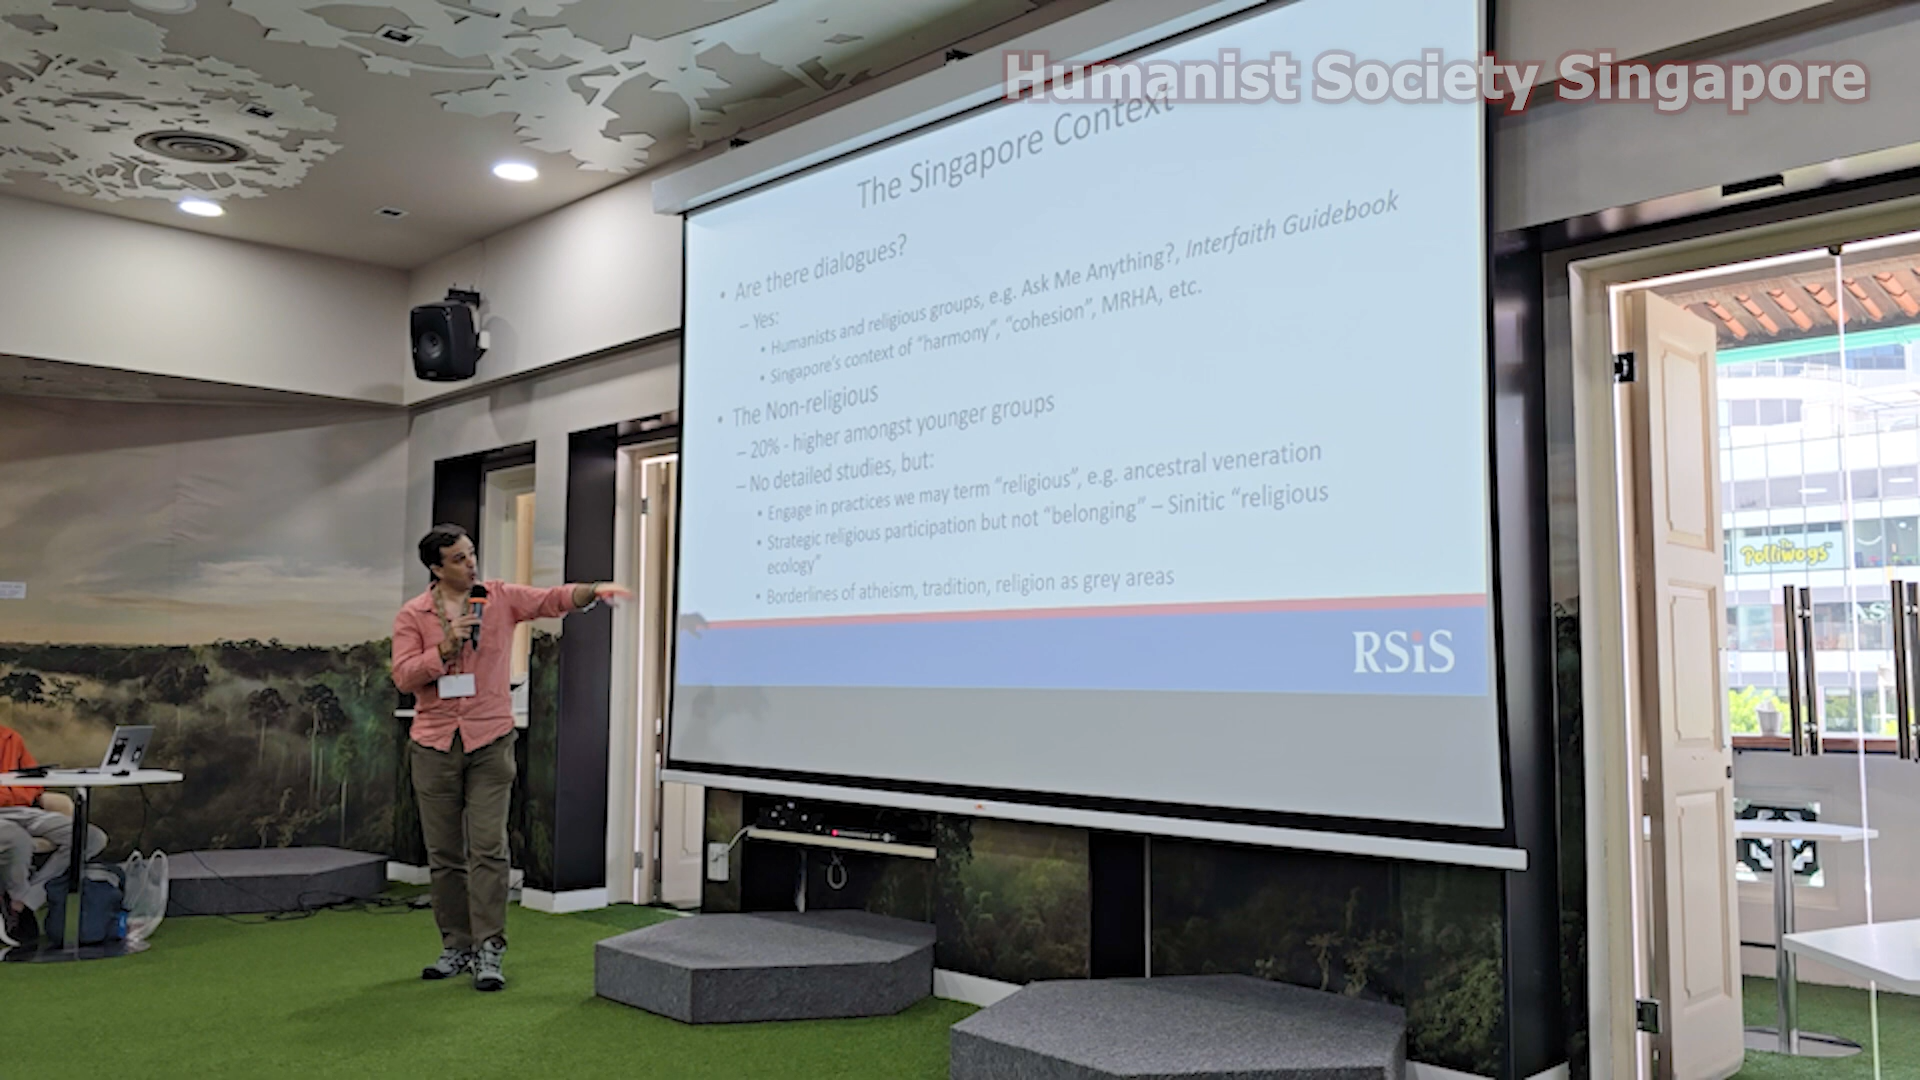 Humanist Society Singapore
The Singapore Context
• Are there dialogues?
– Yes:
• Humanists and religious groups, e.g. Ask Me Anything?, Interfaith Guidebook
• Singapore's context of "harmony", "cohesion", MRHA, etc.
• The Non-religious
– 20% - higher amongst younger groups
– No detailed studies, but:
• Engage in practices we may term "religious", e.g. ancestral veneration
• Strategic religious participation but not "belonging" – Sinitic "religious
ecology"
• Borderlines of atheism, tradition, religion as grey areas
RSiS
The
Polliwogs